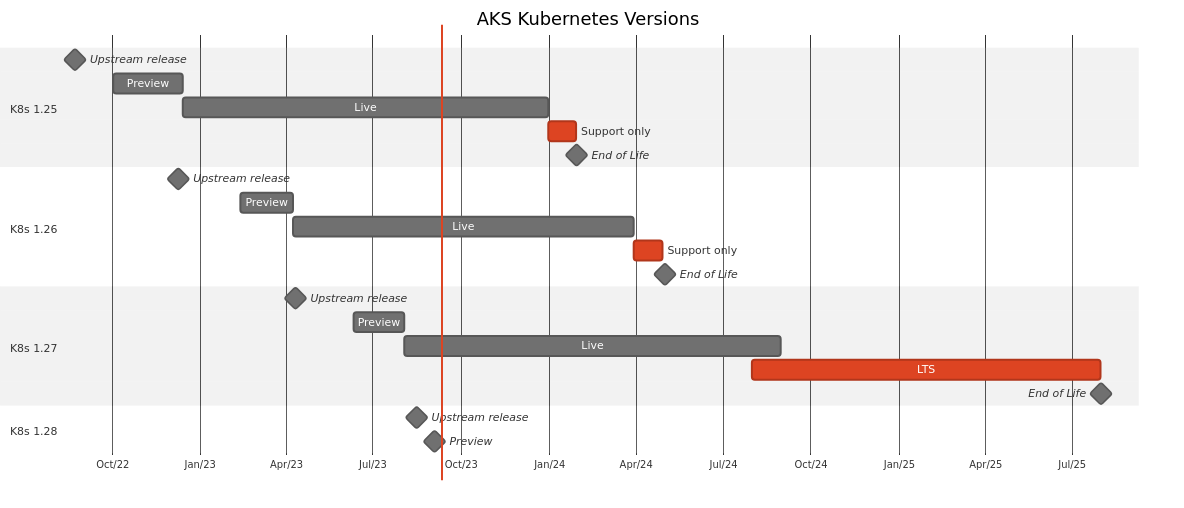 AKS Kubernetes Versions
Upstream release
Preview
K8s 1.25
Live
Support only
End of Life
Upstream release
Preview
K8s 1.26
Live
Support only
End of Life
Upstream release
Preview
K8s 1.27
Live
LTS
End of Life
Upstream release
K8s 1.28
Preview
Oct/22 Jan/23 Apr/23 Jul/23 Oct/23 Jan/24 Apr/24 Jul/24 Oct/24 Jan/25 Apr/25 Jul/25